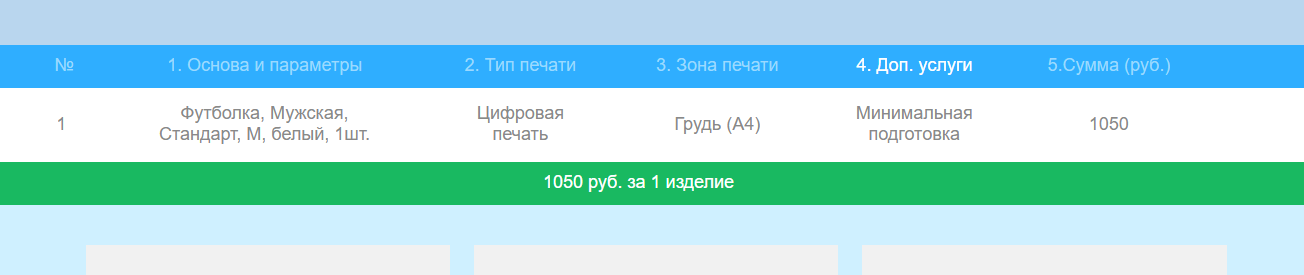 № 1. Основа и параметры 2. Тип печати 3. Зона печати 4. Доп. услуги 5.Сумма (руб.)
1
Футболка, Мужская,
Стандарт, М, белый, 1шт.
Цифровая
печать
Грудь (А4)
Минимальная
подготовка
1050
1050 руб. за 1 изделие